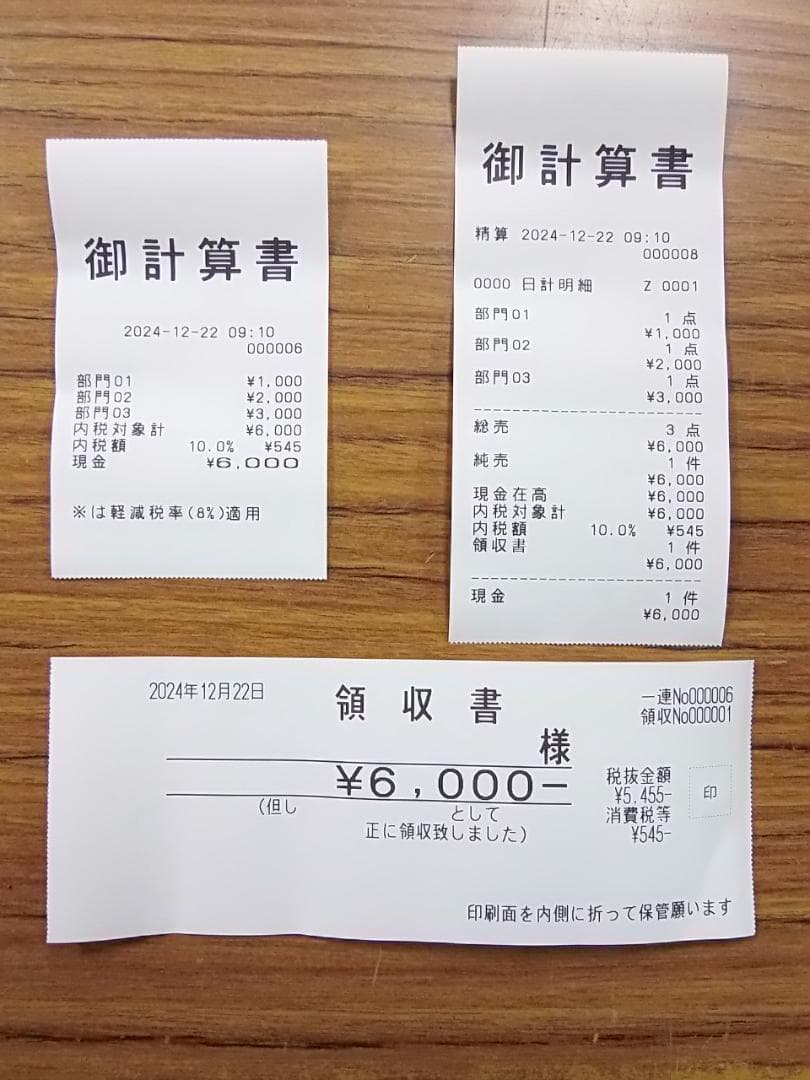 御計算書
2024-12-22 09:10
000006
部門01 ¥1,000
部門02 ¥2,000
部門03 ¥3,000
内税対象計 ¥6,000
内税額 10.0% ¥545
現金 ¥6,000
※は軽減税率(8%)適用
御計算書
精算 2024-12-22 09:10
000008
0000 日計明細 Z 0001
部門01 1 点
¥1,000
部門02 1 点
¥2,000
部門03 1 点
¥3,000
総売 3 点
¥6,000
純売 1 件
¥6,000
現金在高 ¥6,000
内税対象計 ¥6,000
内税額 10.0% ¥545
領収書 1 件
¥6,000
現金 1 件
¥6,000
2024年12月22日 領収書 一連No000006
領収No000001
様
¥6,000-
税抜金額
¥5,455-
消費税等
¥545-
印
(但し として
正に領収致しました)
印刷面を内側に折って保管願います